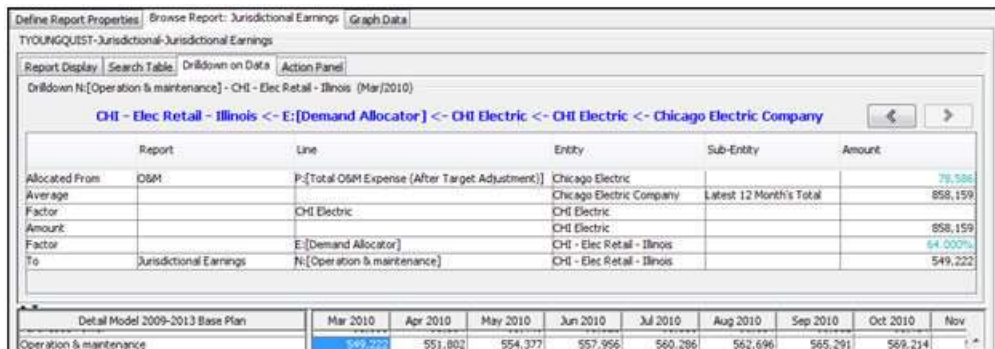 Define Report Properties Browse Report: Jurisdictional Earnings Graph Data
TYOUNGQUIST-Jurisdictional-Jurisdictional Earnings
Report Display Search Table Drilldown on Data Action Panel
Drilldown N:[Operation & maintenance] - CHI - Elec Retail - Illinois (Mar/2010)
CHI - Elec Retail - Illinois <- E:[Demand Allocator] <- CHI Electric <- CHI Electric <- Chicago Electric Company
Report Line Entity Sub-Entity Amount
Allocated From O&M P:[Total O&M Expense (After Target Adjustment)] Chicago Electric 78,586
Average Chicago Electric Company Latest 12 Month's Total 858,159
Factor CHI Electric CHI Electric
Amount CHI Electric 858,159
Factor E:[Demand Allocator] CHI - Elec Retail - Illinois 64.000%
To Jurisdictional Earnings N:[Operation & maintenance] CHI - Elec Retail - Illinois 549,222
Detail Model 2009-2013 Base Plan Mar 2010 Apr 2010 May 2010 Jun 2010 Jul 2010 Aug 2010 Sep 2010 Oct 2010 Nov
Operation & maintenance 549,222 551,802 554,377 557,956 560,286 562,696 565,291 569,214